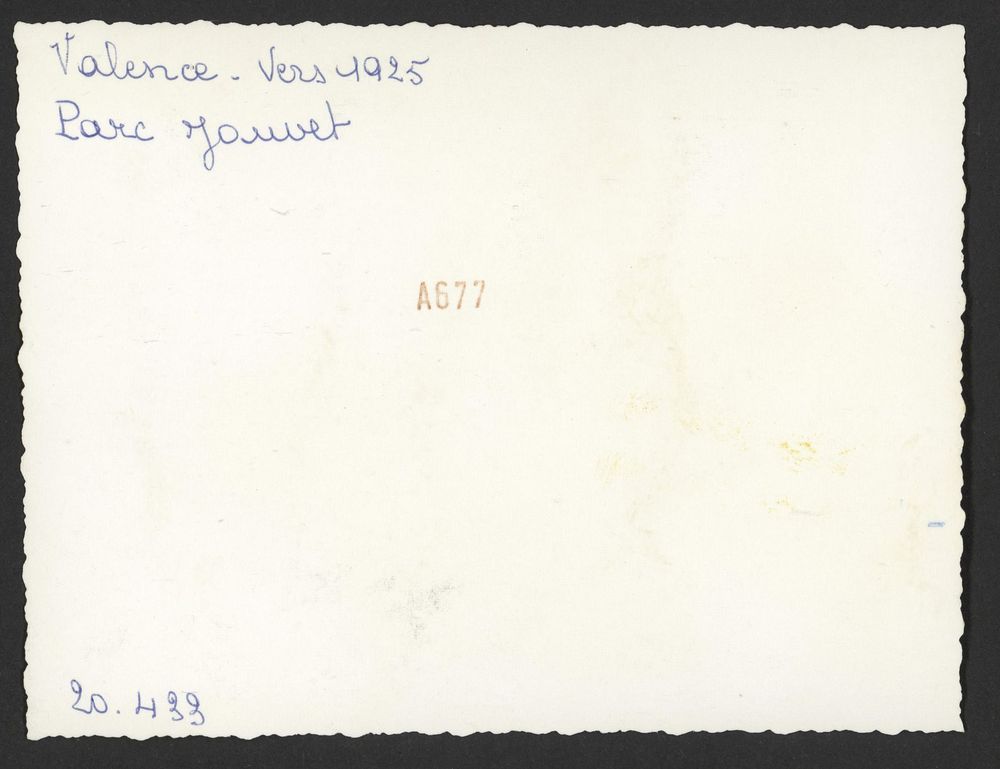 Valence. Vers 1925
Parc Jouvet
A677
20.433